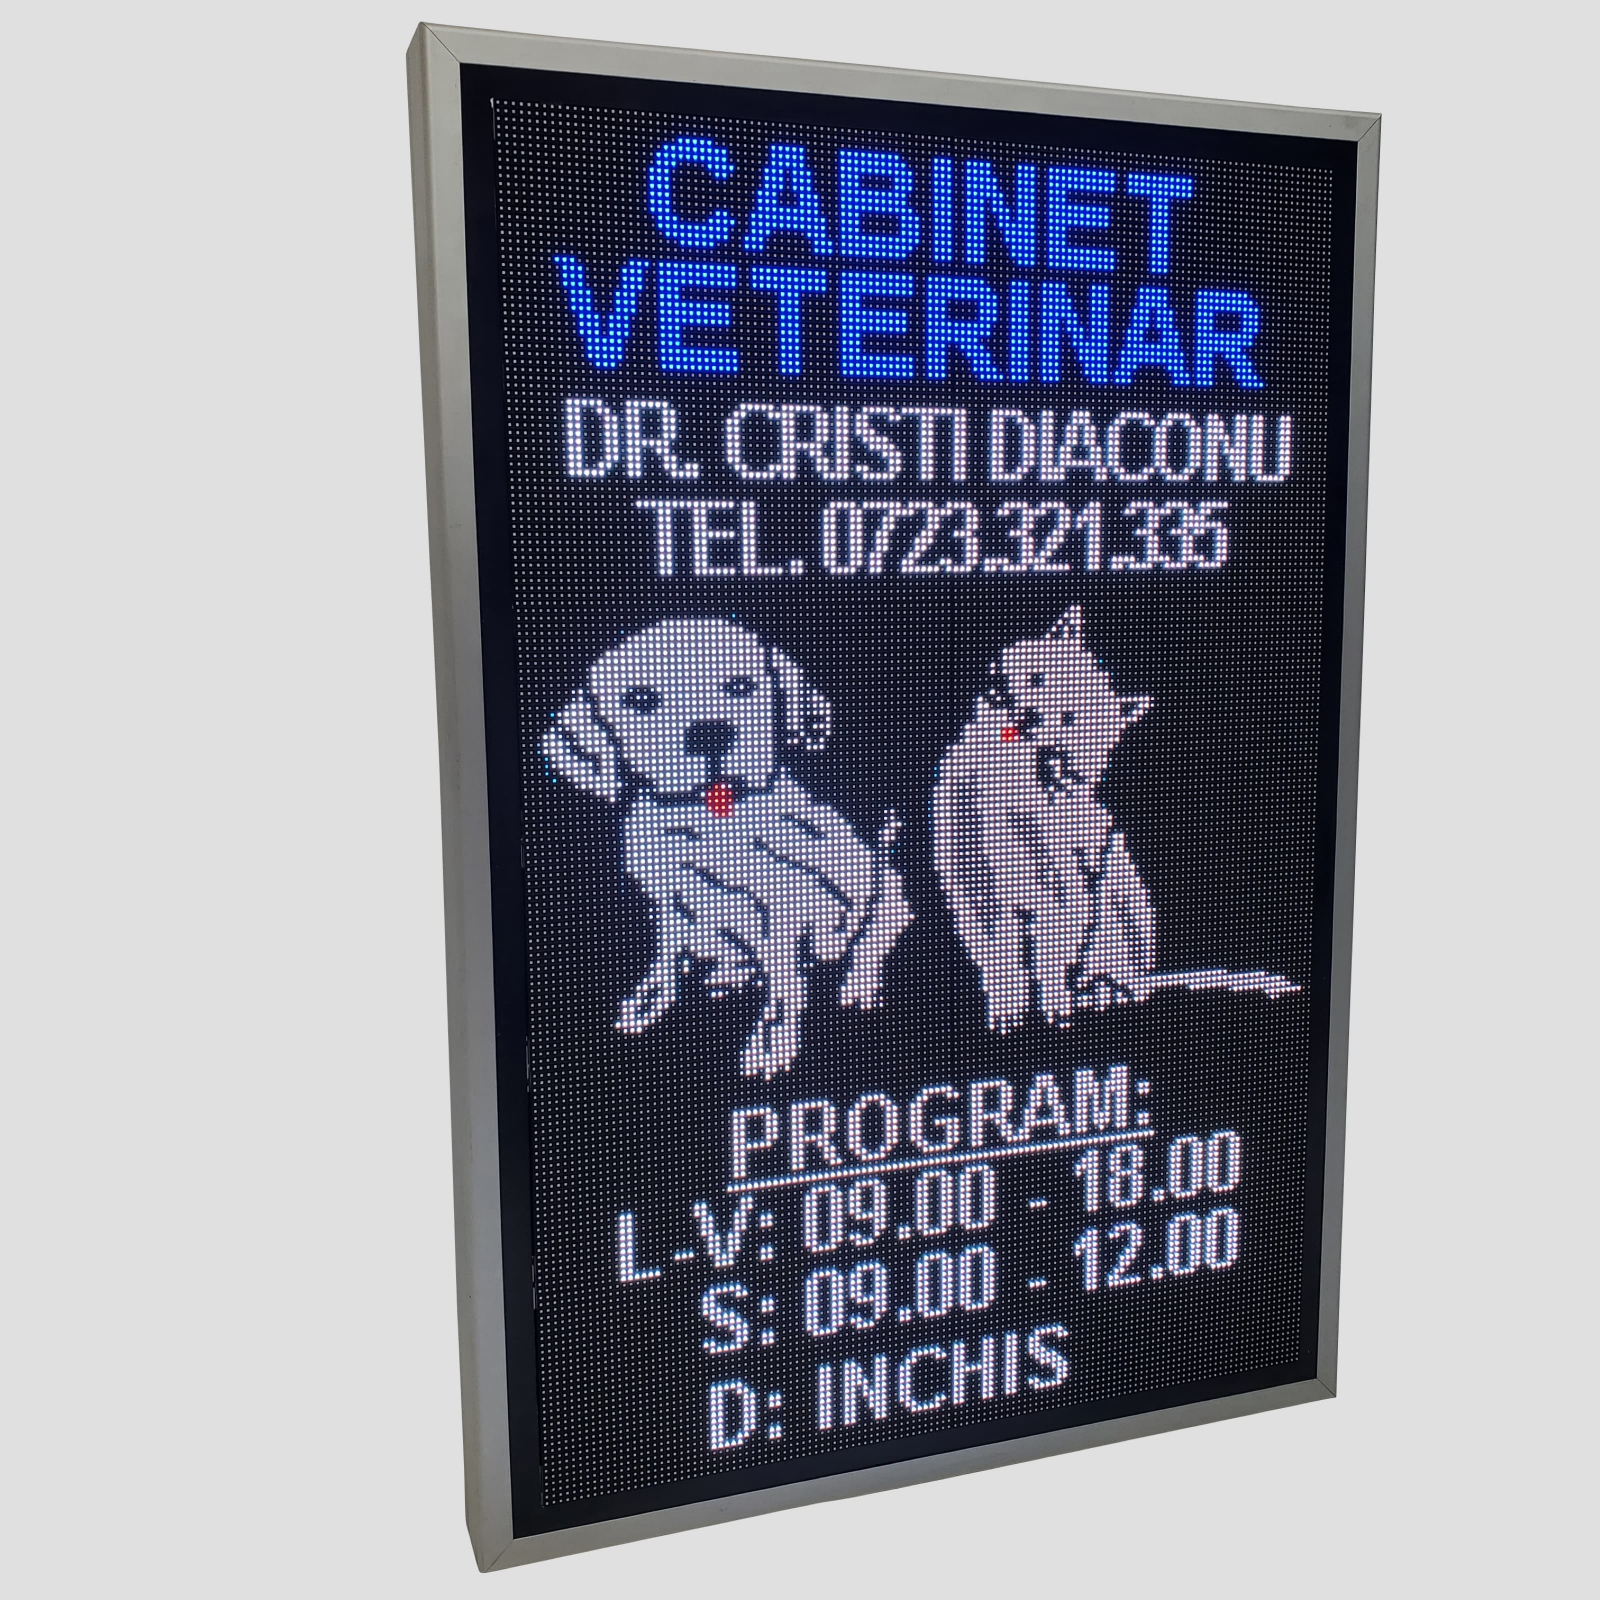 CABINET
VETERINAR
DR. CRISTI DIACONU
TEL. 0723.321.335
PROGRAM:
L-V: 09.00 - 18.00
S: 09.00 - 12.00
D: INCHIS